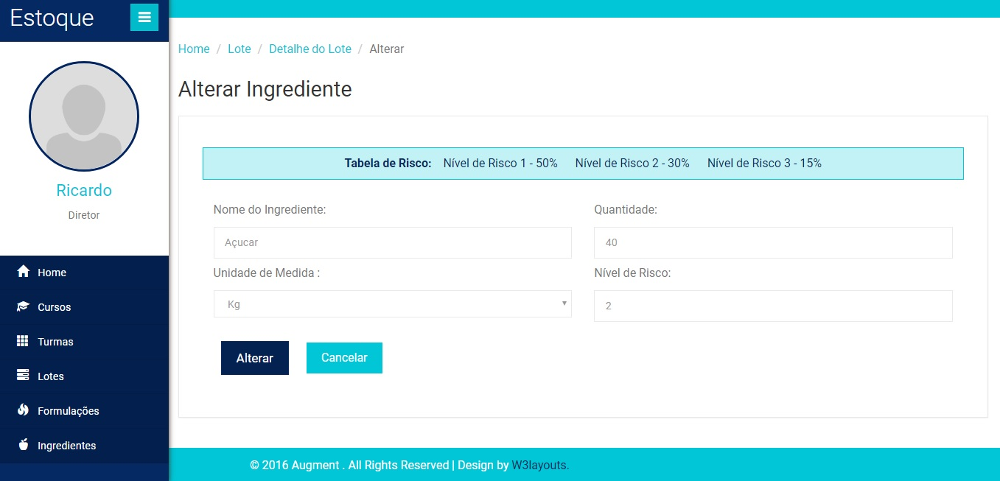 Estoque
Ricardo
Diretor
Home
Cursos
Turmas
Lotes
Formulações
Ingredientes
Home / Lote / Detalhe do Lote / Alterar
Alterar Ingrediente
Tabela de Risco: Nível de Risco 1 - 50% Nível de Risco 2 - 30% Nível de Risco 3 - 15%
Nome do Ingrediente:
Açucar
Quantidade:
40
Unidade de Medida :
Kg
Nível de Risco:
2
Alterar
Cancelar
© 2016 Augment . All Rights Reserved | Design by W3layouts.